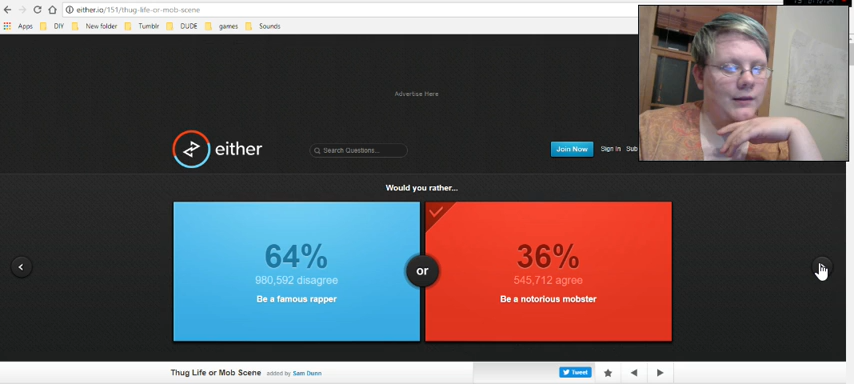 either.io/151/thug-life-or-mob-scene
Apps DIY New folder Tumblr DUDE games Sounds
Advertise Here
either Search Questions... Join Now Sign In Sub
Would you rather...
64% 36%
980,592 disagree or 545,712 agree
Be a famous rapper Be a notorious mobster
Thug Life or Mob Scene added by Sam Dunn Tweet